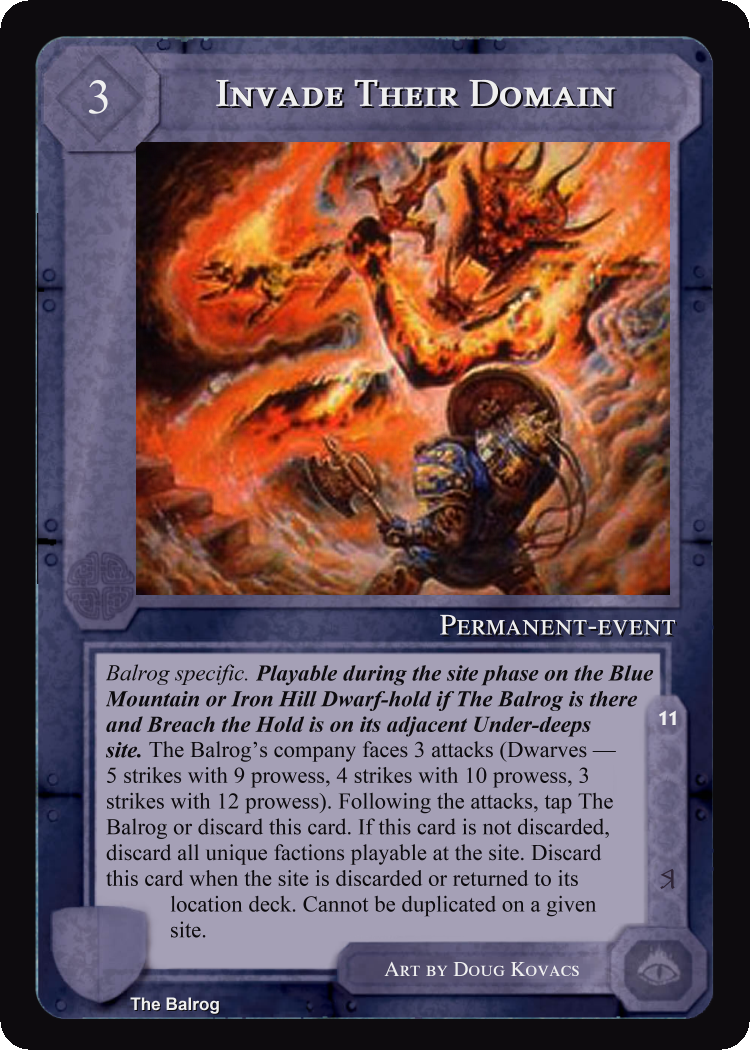 3
INVADE THEIR DOMAIN
PERMANENT-EVENT
Balrog specific. Playable during the site phase on the Blue
Mountain or Iron Hill Dwarf-hold if The Balrog is there
and Breach the Hold is on its adjacent Under-deeps
site. The Balrog's company faces 3 attacks (Dwarves —
5 strikes with 9 prowess, 4 strikes with 10 prowess, 3
strikes with 12 prowess). Following the attacks, tap The
Balrog or discard this card. If this card is not discarded,
discard all unique factions playable at the site. Discard
this card when the site is discarded or returned to its
location deck. Cannot be duplicated on a given
site.
11
ART BY DOUG KOVACS
The Balrog